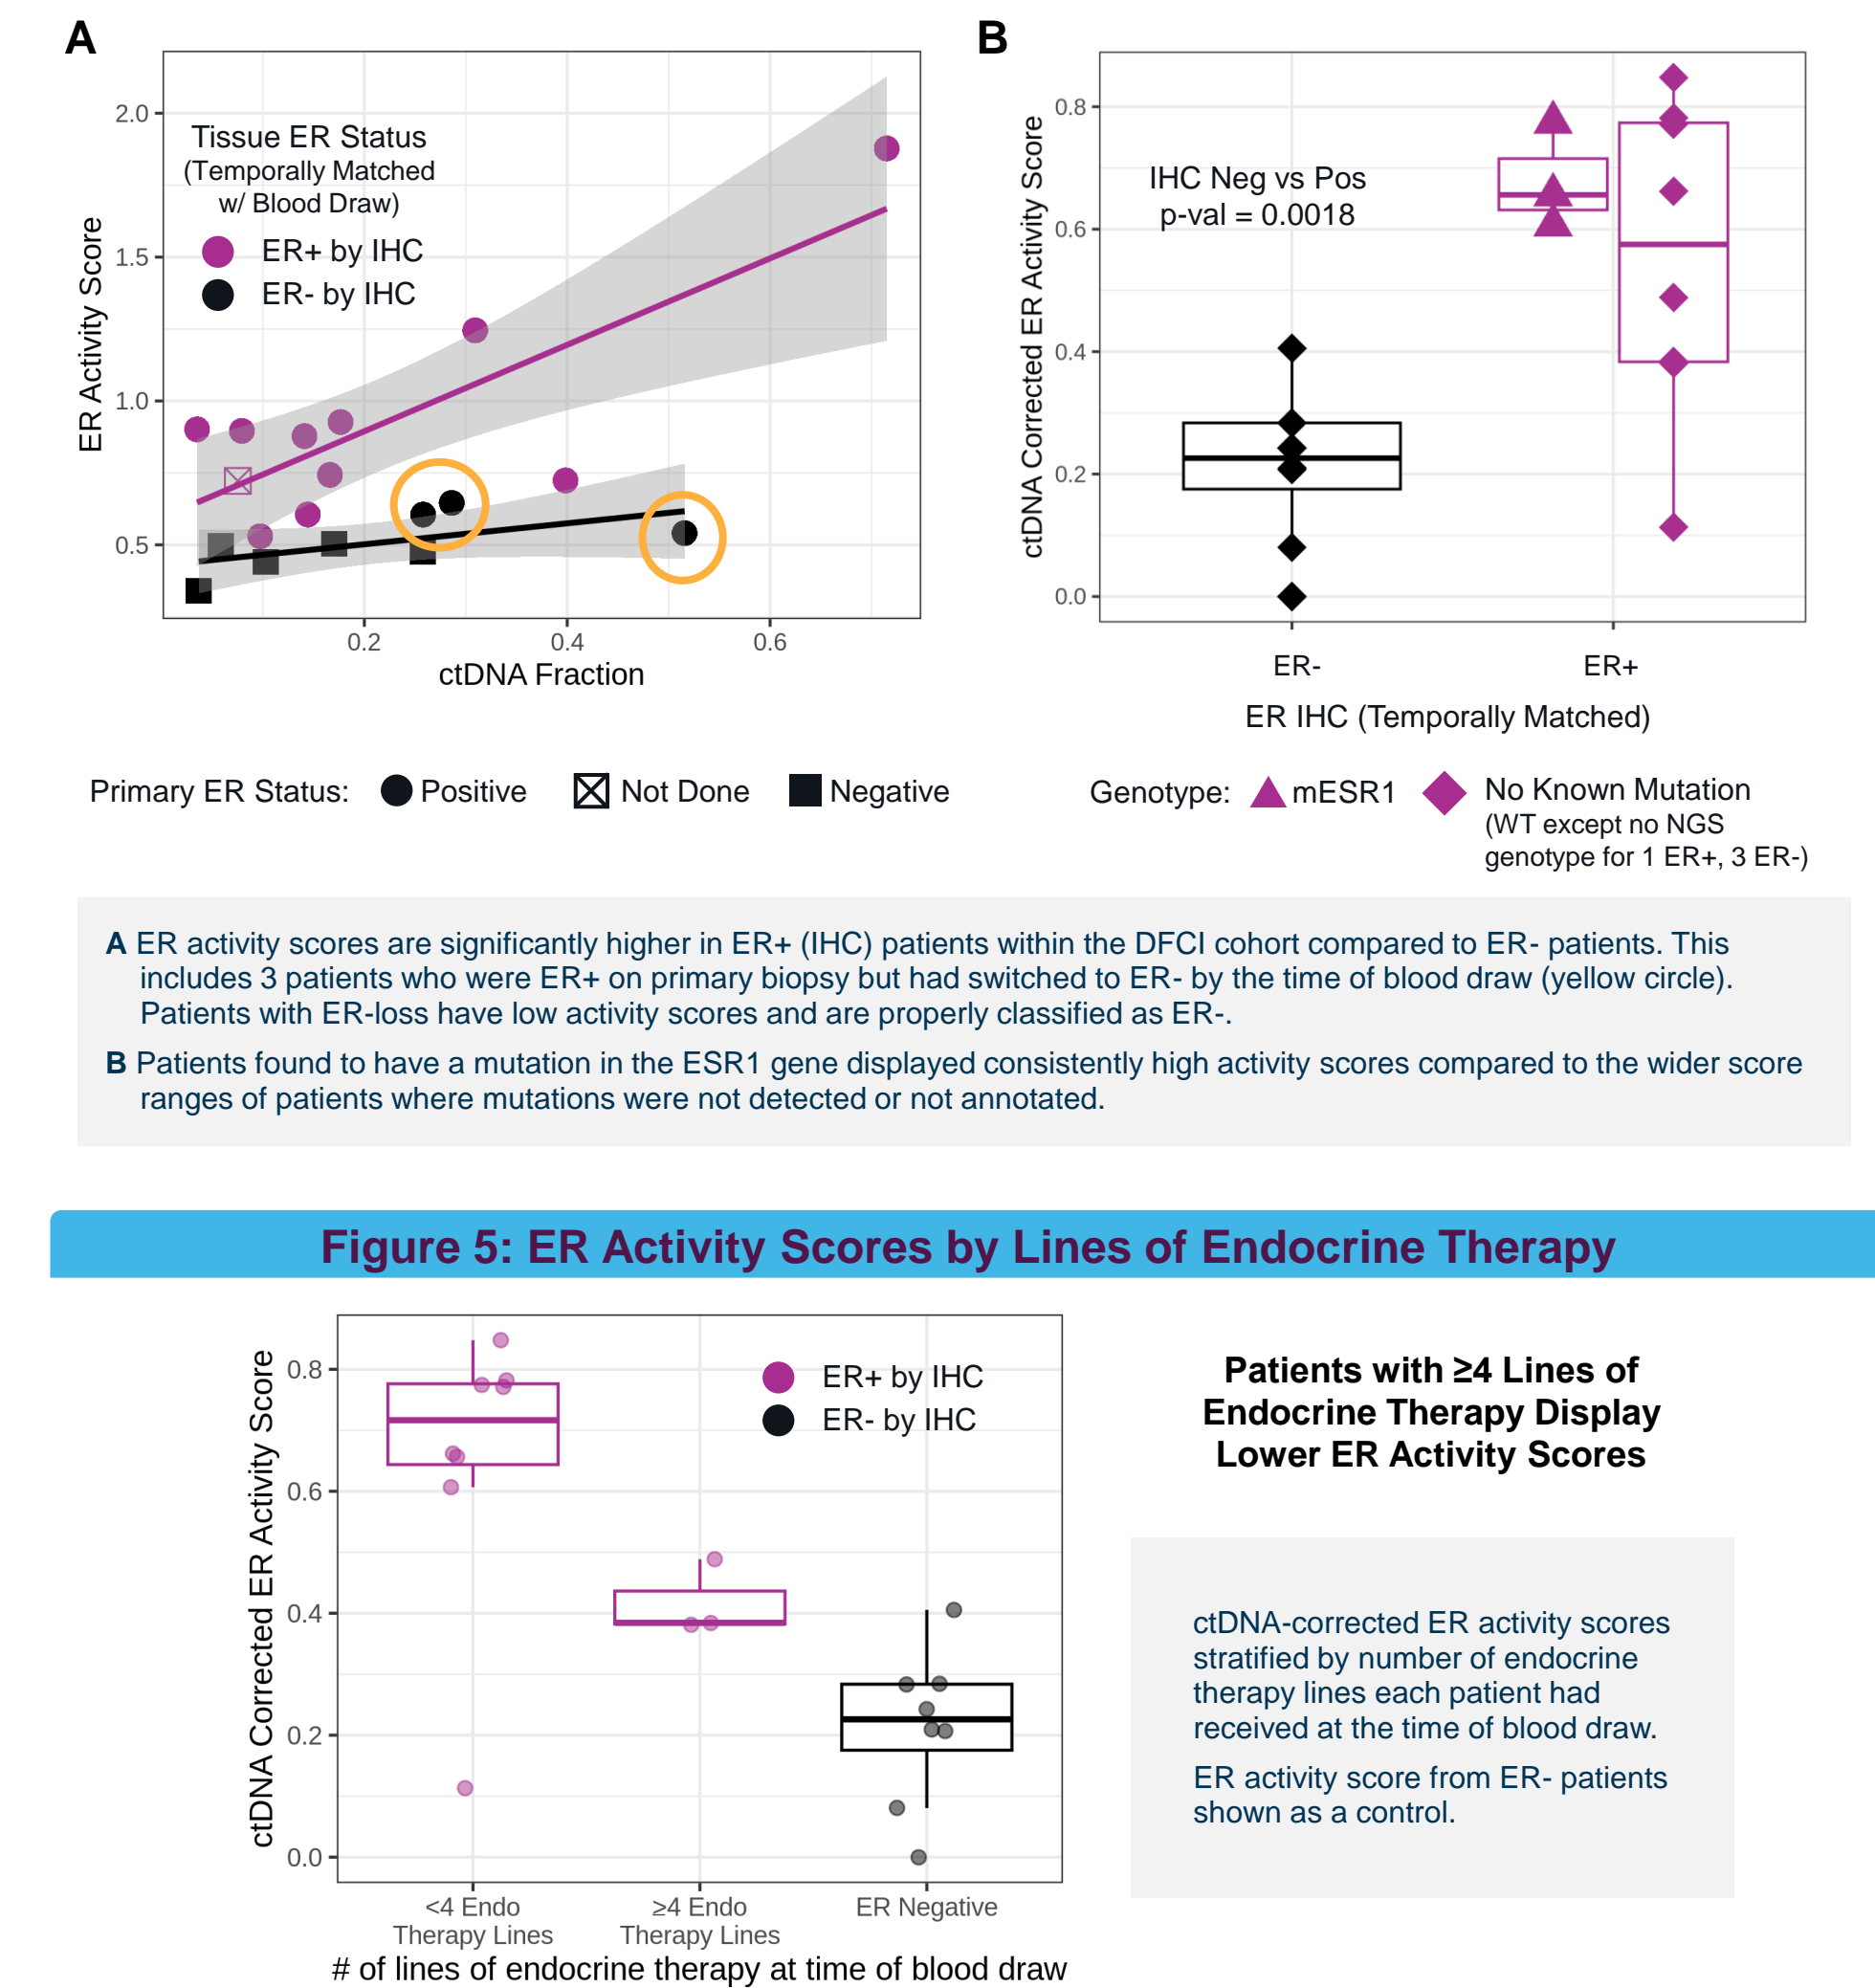 A
B
2.0
1.5
1.0
0.5
ER Activity Score
Tissue ER Status
(Temporally Matched
w/ Blood Draw)
ER+ by IHC
ER- by IHC
0.2
0.4
0.6
ctDNA Fraction
0.8
0.6
0.4
0.2
0.0
ctDNA Corrected ER Activity Score
IHC Neg vs Pos
p-val = 0.0018
ER-
ER+
ER IHC (Temporally Matched)
Primary ER Status: Positive Not Done Negative
Genotype: mESR1 No Known Mutation
(WT except no NGS
genotype for 1 ER+, 3 ER-)
A ER activity scores are significantly higher in ER+ (IHC) patients within the DFCI cohort compared to ER- patients. This
includes 3 patients who were ER+ on primary biopsy but had switched to ER- by the time of blood draw (yellow circle).
Patients with ER-loss have low activity scores and are properly classified as ER-.
B Patients found to have a mutation in the ESR1 gene displayed consistently high activity scores compared to the wider score
ranges of patients where mutations were not detected or not annotated.
Figure 5: ER Activity Scores by Lines of Endocrine Therapy
ctDNA Corrected ER Activity Score
0.8
0.6
0.4
0.2
0.0
ER+ by IHC
ER- by IHC
<4 Endo
Therapy Lines
≥4 Endo
Therapy Lines
ER Negative
# of lines of endocrine therapy at time of blood draw
Patients with ≥4 Lines of
Endocrine Therapy Display
Lower ER Activity Scores
ctDNA-corrected ER activity scores
stratified by number of endocrine
therapy lines each patient had
received at the time of blood draw.
ER activity score from ER- patients
shown as a control.